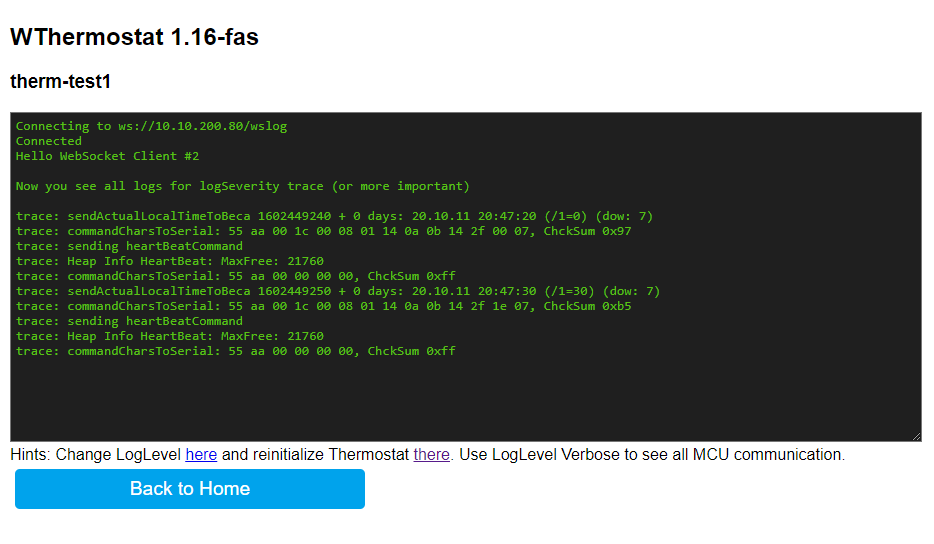 WThermostat 1.16-fas
therm-test1
Connecting to ws://10.10.200.80/wslog
Connected
Hello WebSocket Client #2
Now you see all logs for logSeverity trace (or more important)
trace: sendActualLocalTimeToBeca 1602449240 + 0 days: 20.10.11 20:47:20 (/1=0) (dow: 7)
trace: commandCharsToSerial: 55 aa 00 1c 00 08 01 14 0a 0b 14 2f 00 07, ChckSum 0x97
trace: sending heartBeatCommand
trace: Heap Info HeartBeat: MaxFree: 21760
trace: commandCharsToSerial: 55 aa 00 00 00 00, ChckSum 0xff
trace: sendActualLocalTimeToBeca 1602449250 + 0 days: 20.10.11 20:47:30 (/1=30) (dow: 7)
trace: commandCharsToSerial: 55 aa 00 1c 00 08 01 14 0a 0b 14 2f 1e 07, ChckSum 0xb5
trace: sending heartBeatCommand
trace: Heap Info HeartBeat: MaxFree: 21760
trace: commandCharsToSerial: 55 aa 00 00 00 00, ChckSum 0xff
Hints: Change LogLevel here and reinitialize Thermostat there. Use LogLevel Verbose to see all MCU communication.
Back to Home